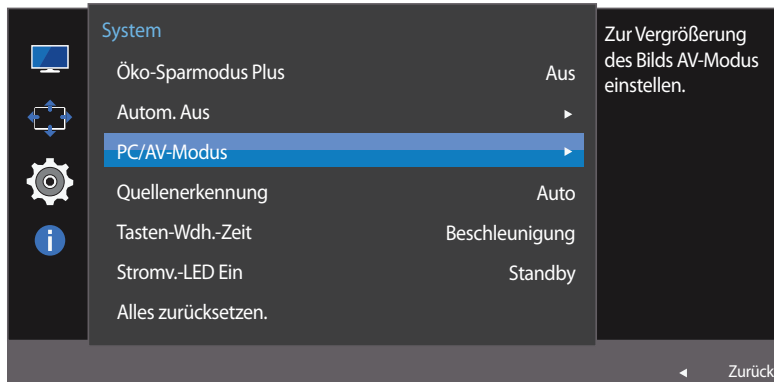 System
Öko-Sparmodus Plus Aus
Autom. Aus
PC/AV-Modus
Quellenerkennung Auto
Tasten-Wdh.-Zeit Beschleunigung
Stromv.-LED Ein Standby
Alles zurücksetzen.
Zur Vergrößerung
des Bilds AV-Modus
einstellen.
Zurück